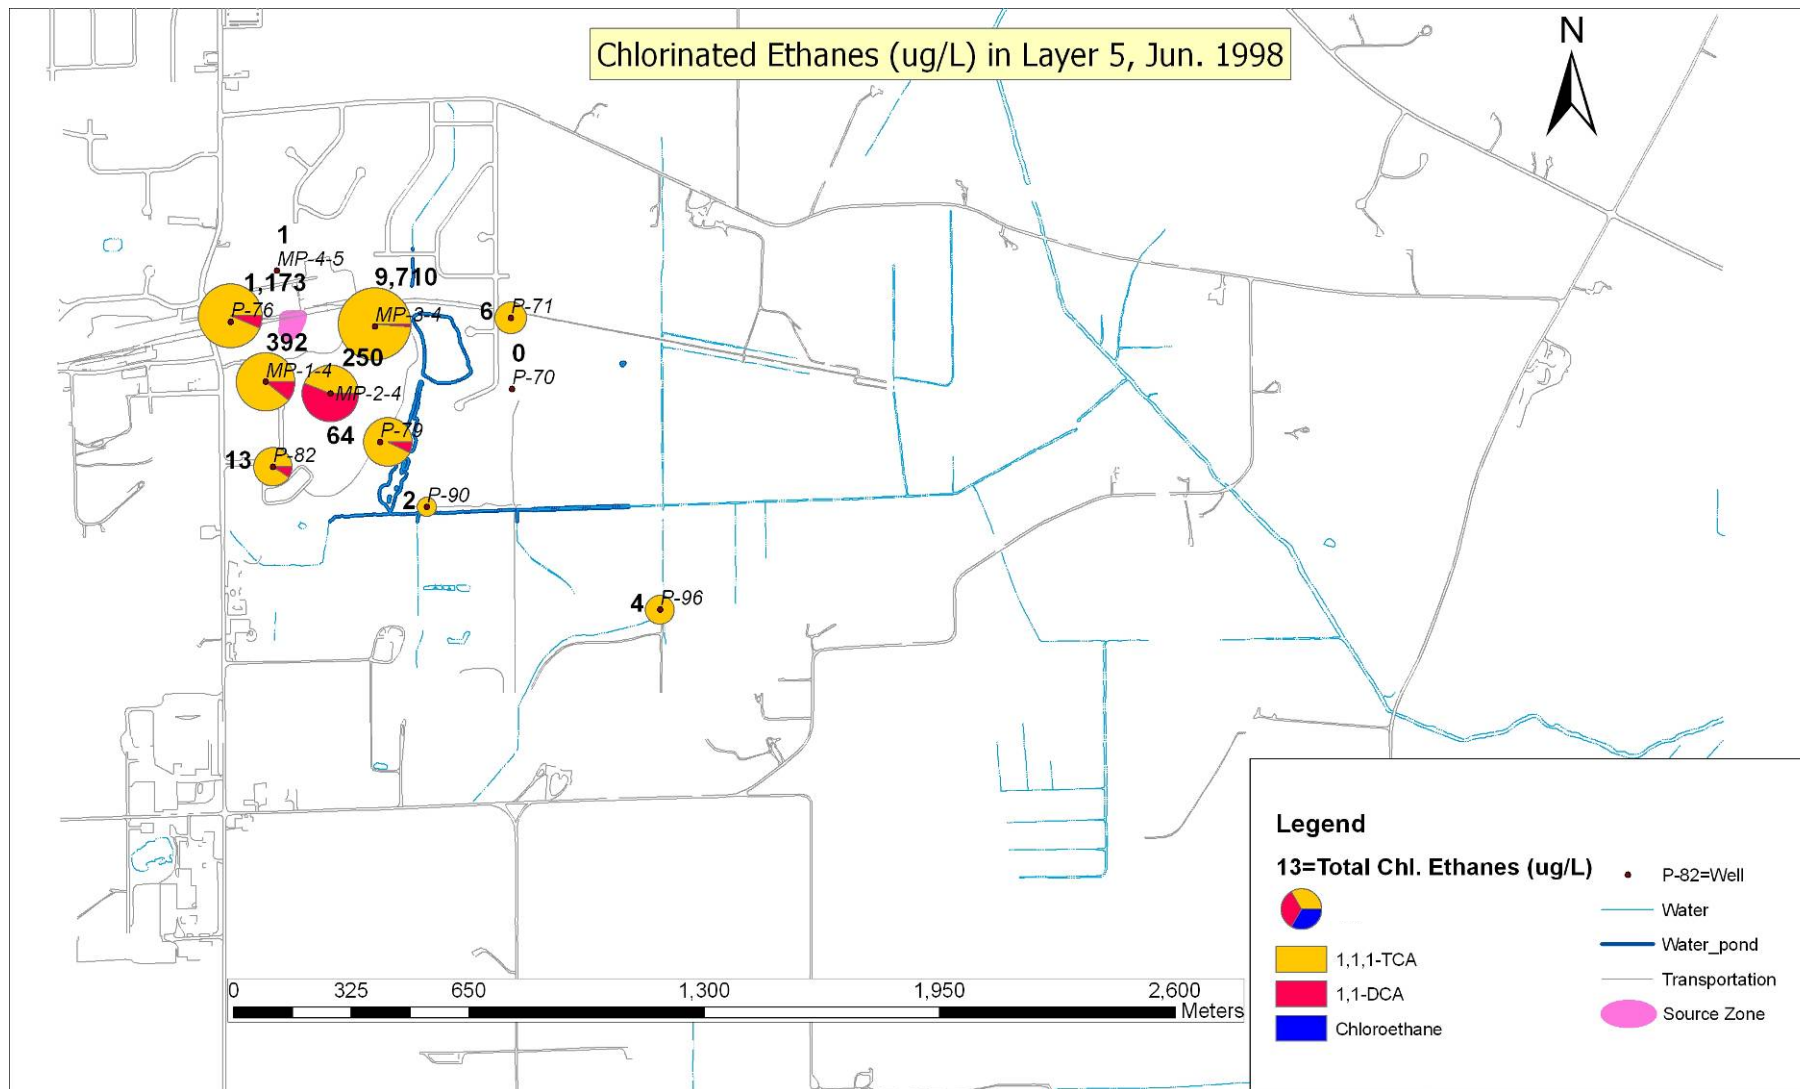 Chlorinated Ethanes (ug/L) in Layer 5, Jun. 1998
N
1
MP-4-5
1,173
P-76
9,710
MP-3-4
6
P-71
392
MP-1-4
250
MP-2-4
0
P-70
64
P-79
13
P-82
2
P-90
4
P-96
Legend
13=Total Chl. Ethanes (ug/L)
1,1,1-TCA
1,1-DCA
Chloroethane
P-82=Well
Water
Water_pond
Transportation
Source Zone
0 325 650 1,300 1,950 2,600
Meters